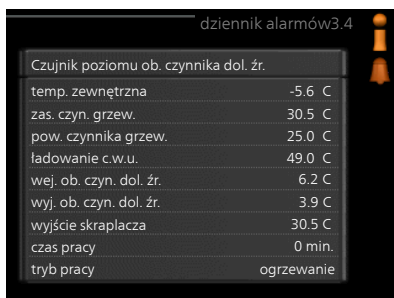 dziennik alarmów3.4
Czujnik poziomu ob. czynnika dol. źr.
temp. zewnętrzna -5.6 C
zas. czyn. grzew. 30.5 C
pow. czynnika grzew. 25.0 C
ładowanie c.w.u. 49.0 C
wej. ob. czyn. dol. źr. 6.2 C
wyj. ob. czyn. dol. źr. 3.9 C
wyjście skraplacza 30.5 C
czas pracy 0 min.
tryb pracy ogrzewanie